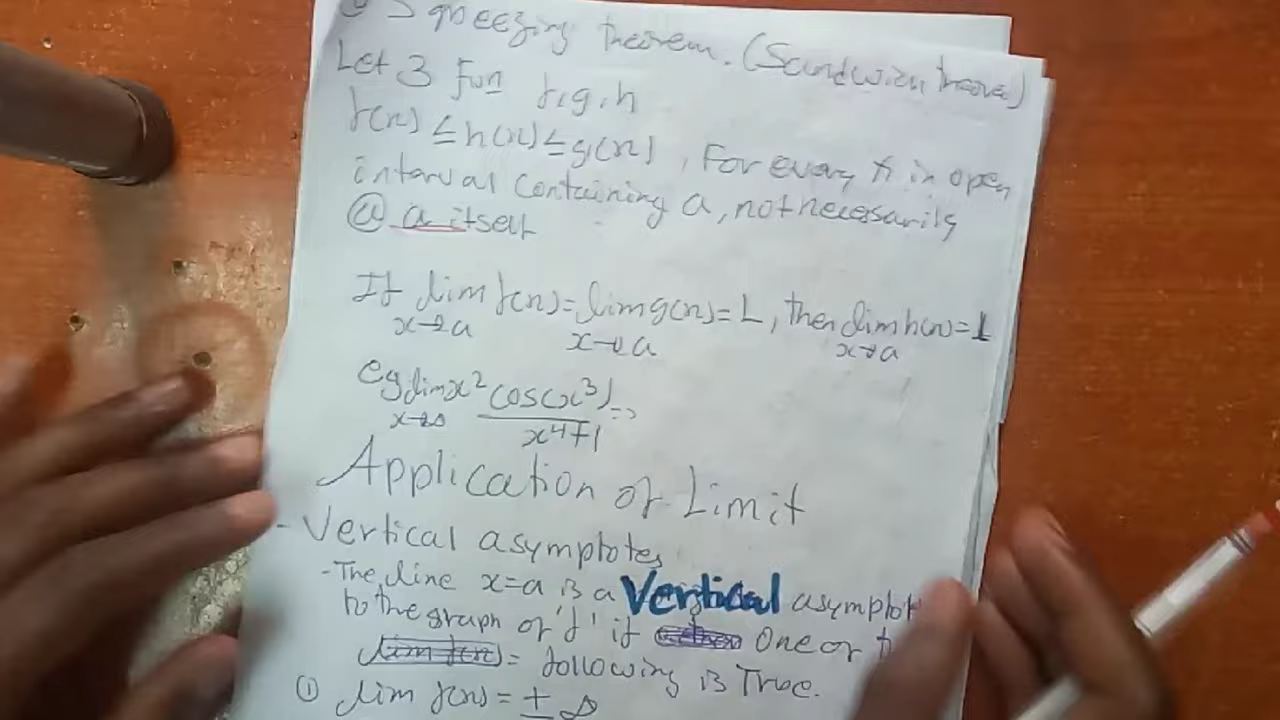 Squeezing theorem. (Sandwich theorem)
Let 3 fun f, g, h
f(x) ≤ h(x) ≤ g(x), For every x in open
interval containing a, not necessarily
@ a itself
If lim f(x) = lim g(x) = L, then lim h(x) = L
x→a x→a x→a
eg lim x² cos(x³) =>
x→∞ x⁴+1
Application of Limit
- Vertical asymptotes
- The line x=a is a Vertical asymptot
to the graph of 'f' if One or
lim f(x) = following is True.
① lim f(x) = ± ∞